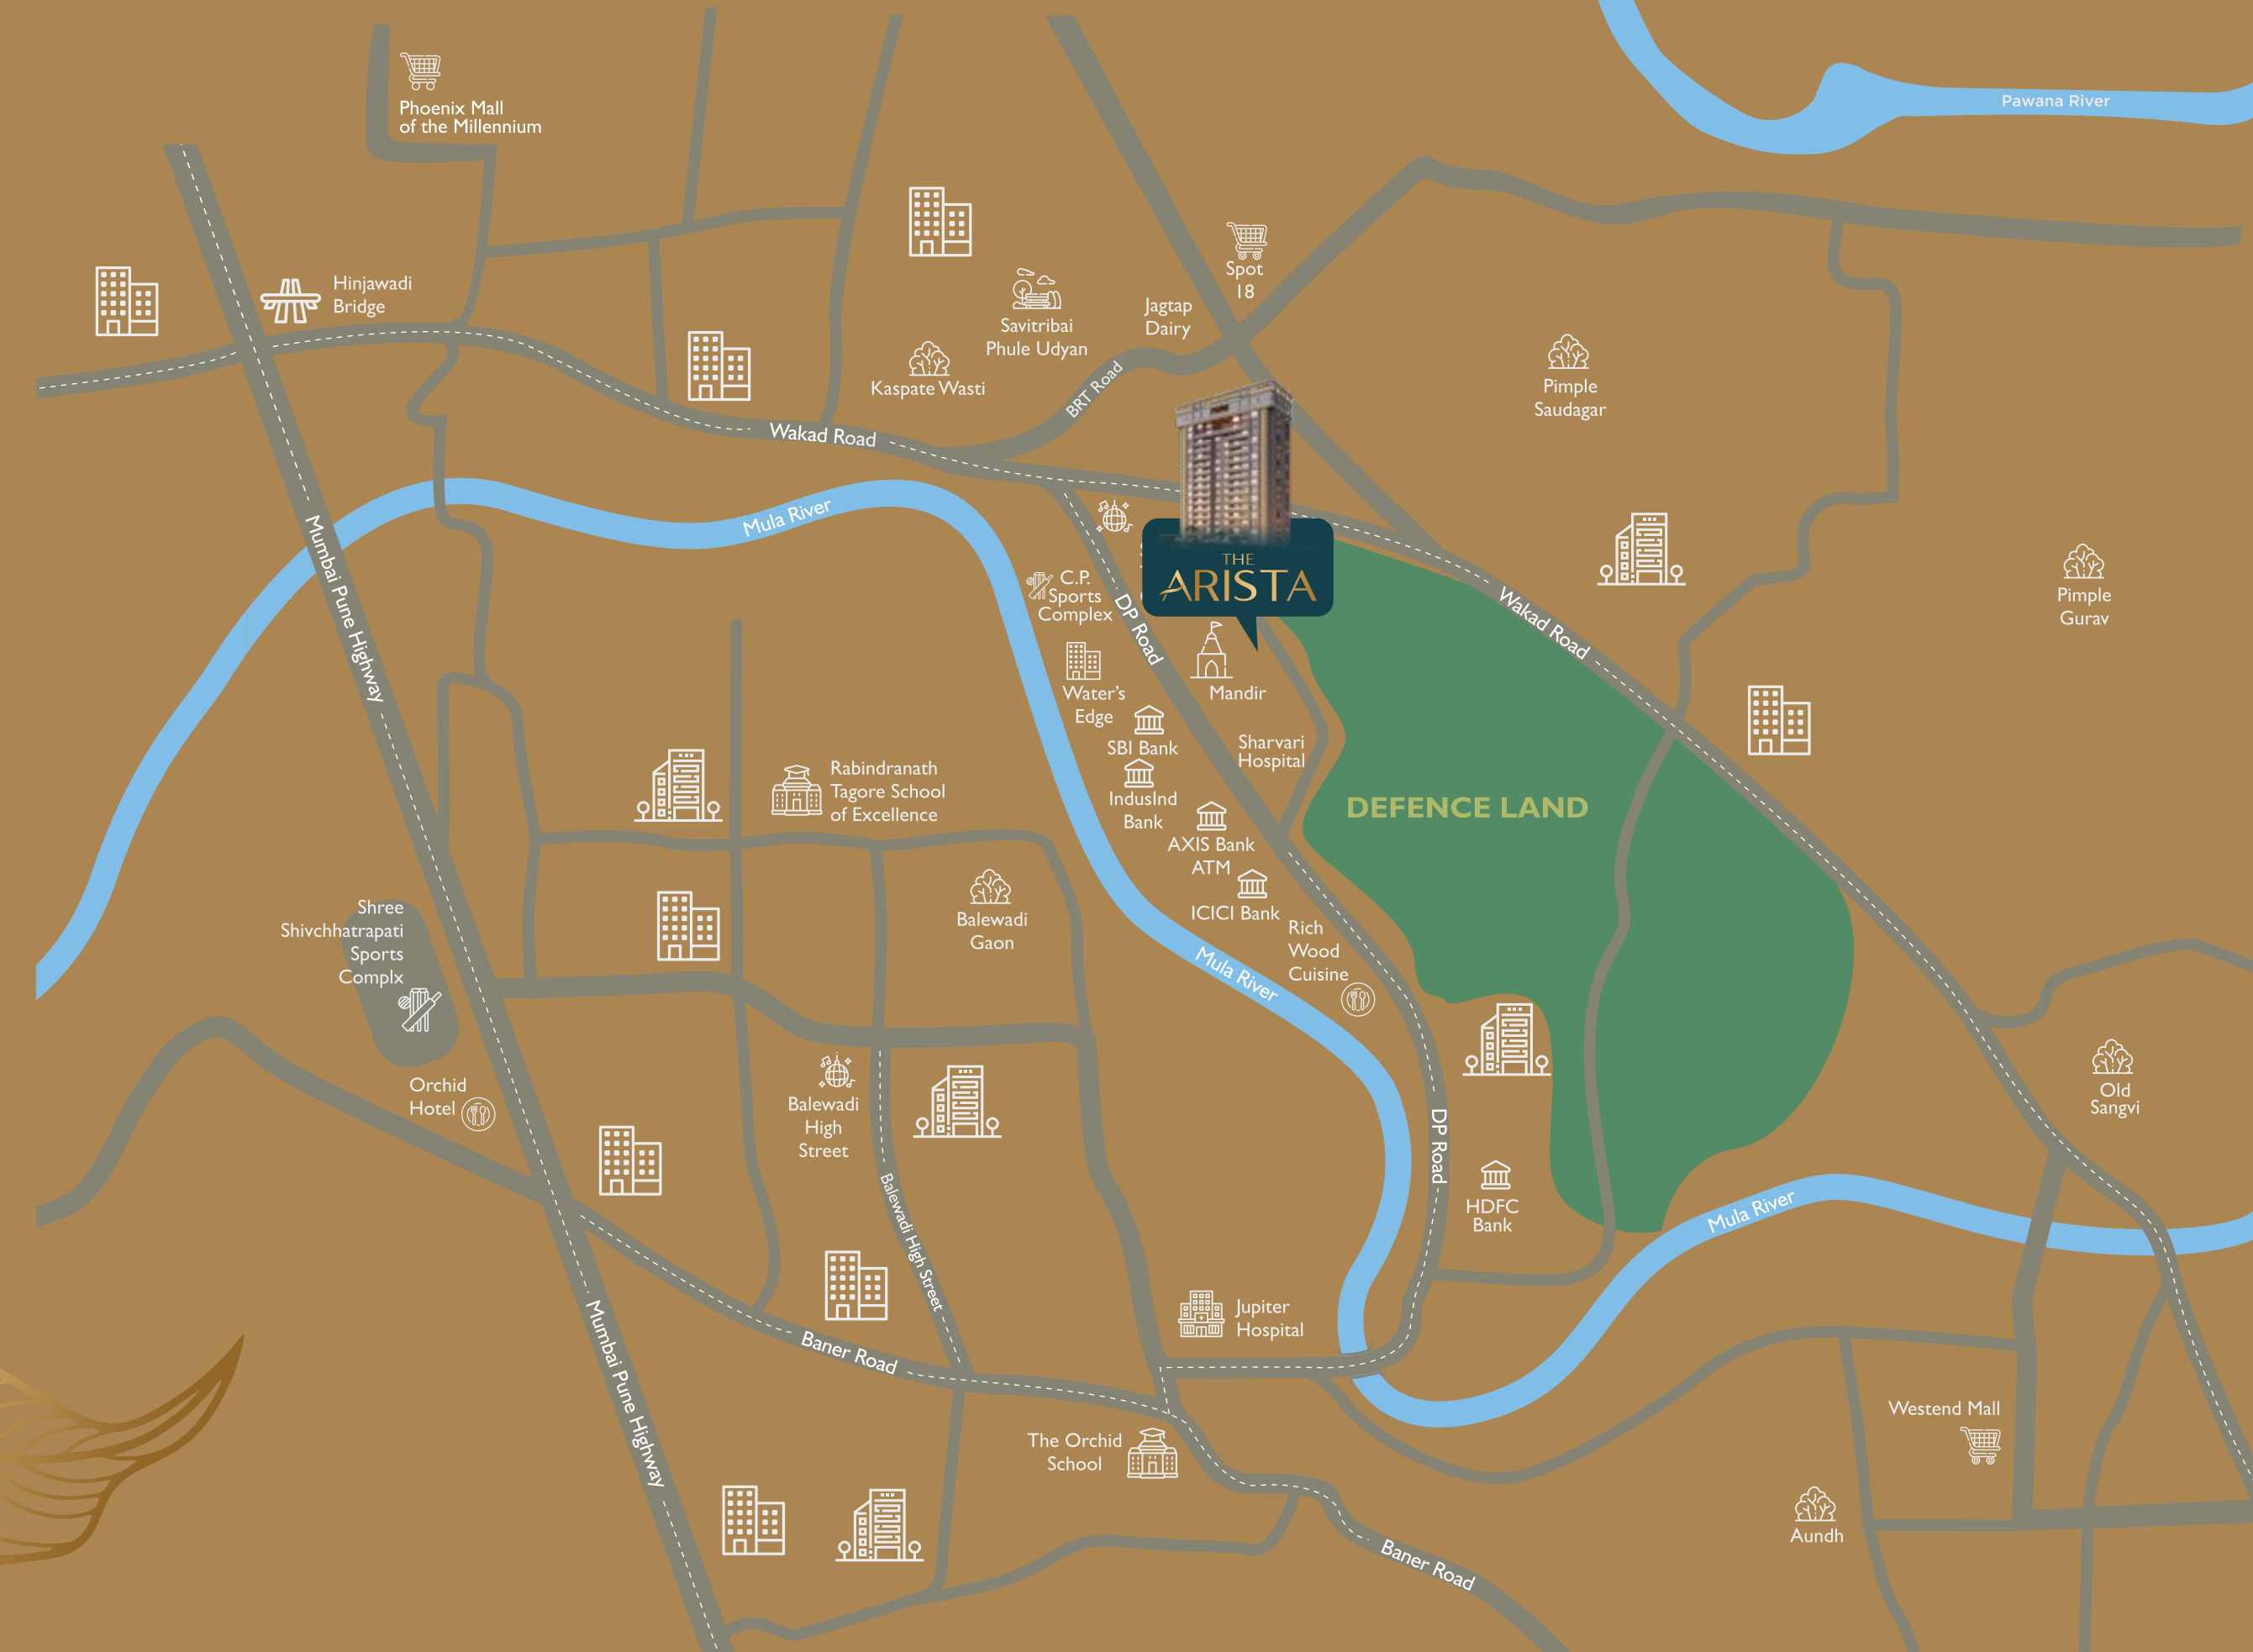 Phoenix Mall
of the Millennium
Pawana River
Hinjawadi
Bridge
Savitribai
Phule Udyan
Jagtap
Dairy
Spot
18
Kaspate Wasti
BRT Road
Pimple
Saudagar
Wakad Road
Mula River
Mumbai Pune Highway
C.P.
Sports
Complex
DP Road
THE
ARISTA
Wakad Road
Pimple
Gurav
Water's
Edge
Mandir
SBI Bank
Sharvari
Hospital
IndusInd
Bank
AXIS Bank
ATM
DEFENCE LAND
Rabindranath
Tagore School
of Excellence
Balewadi
Gaon
ICICI Bank
Rich
Wood
Cuisine
Mula River
Shree
Shivchhatrapati
Sports
Complx
Orchid
Hotel
Balewadi
High
Street
Balewadi High Street
DP Road
HDFC
Bank
Old
Sangvi
Mula River
Jupiter
Hospital
Mumbai Pune Highway
Baner Road
The Orchid
School
Westend Mall
Aundh
Baner Road